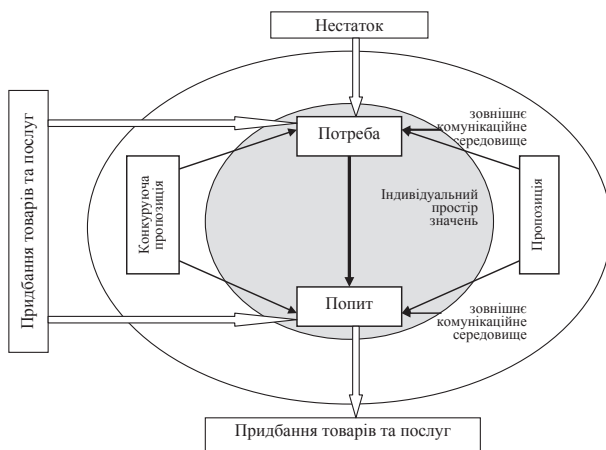 Нестаток
Придбання товарів та послуг
зовнішнє
комунікаційне
середовище
Потреба
Конкуруюча
пропозиція
Індивідуальний
простір
значень
Пропозиція
Попит
зовнішнє
комунікаційне
середовище
Придбання товарів та послуг